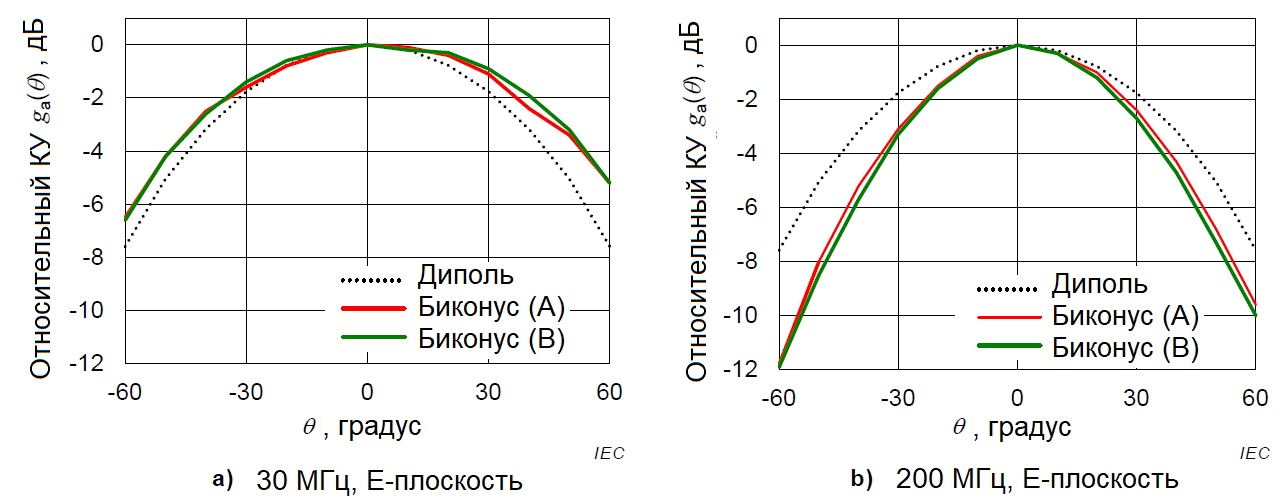 Относительный КУ gₐ(θ) , дБ
0
-2
-4
-6
-8
-10
-12
-60
-30
0
30
60
Диполь
Биконус (А)
Биконус (В)
θ , градус
IEC
a) 30 МГц, Е-плоскость
Относительный КУ gₐ(θ) , дБ
0
-2
-4
-6
-8
-10
-12
-60
-30
0
30
60
Диполь
Биконус (А)
Биконус (В)
θ , градус
IEC
b) 200 МГц, Е-плоскость